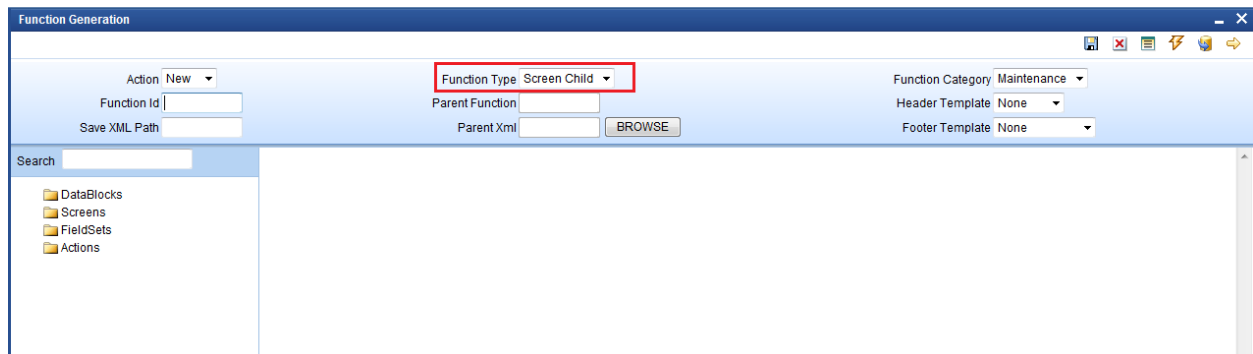 Function Generation
Action New Function Type Screen Child Function Category Maintenance
Function Id Parent Function Header Template None
Save XML Path Parent Xml BROWSE Footer Template None
Search
DataBlocks
Screens
FieldSets
Actions